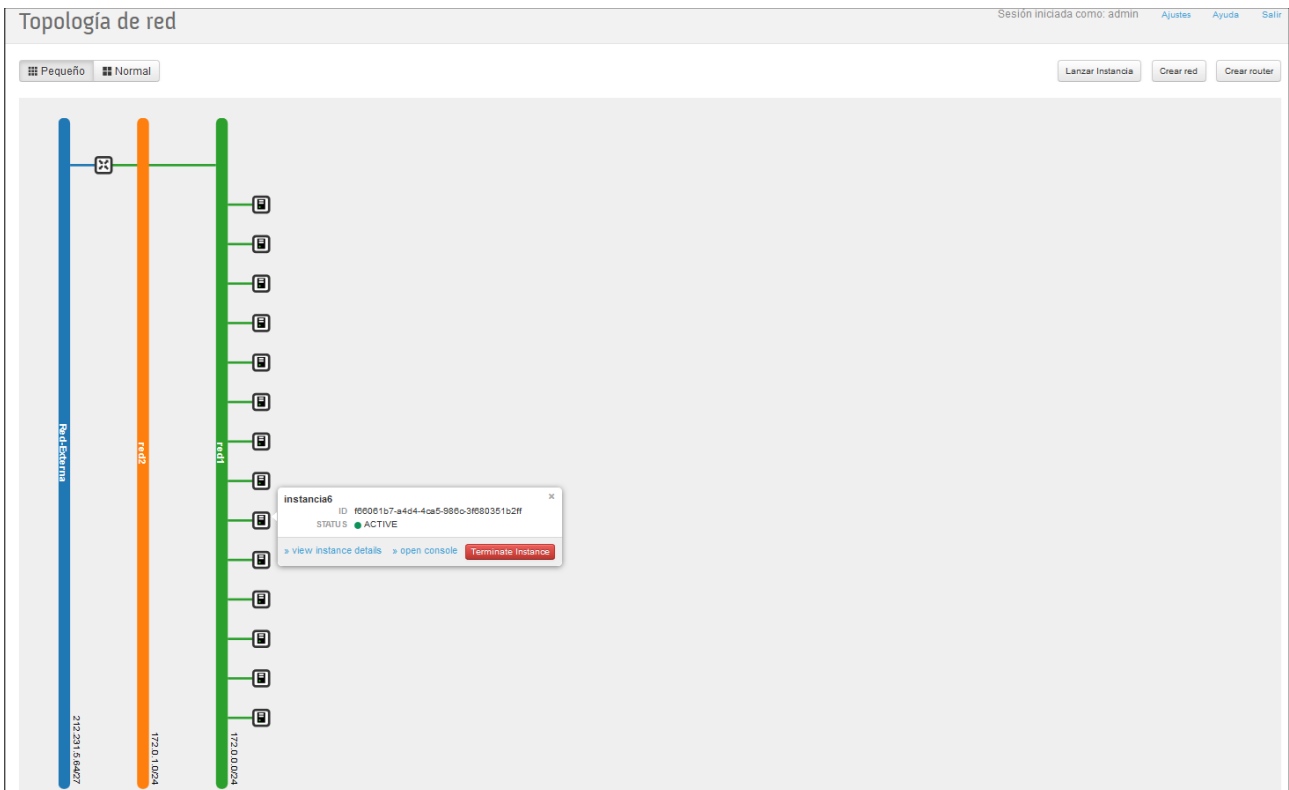 Topología de red
Sesión iniciada como: admin Ajustes Ayuda Salir
Pequeño Normal
Lanzar Instancia Crear red Crear router
Red-Externa
red2
red1
instancia6 ×
ID f66061b7-a4d4-4ca5-986c-3f680351b2ff
STATUS ACTIVE
» view instance details » open console Terminate Instance
212.231.5.64/27
172.0.1.0/24
172.0.0.0/24